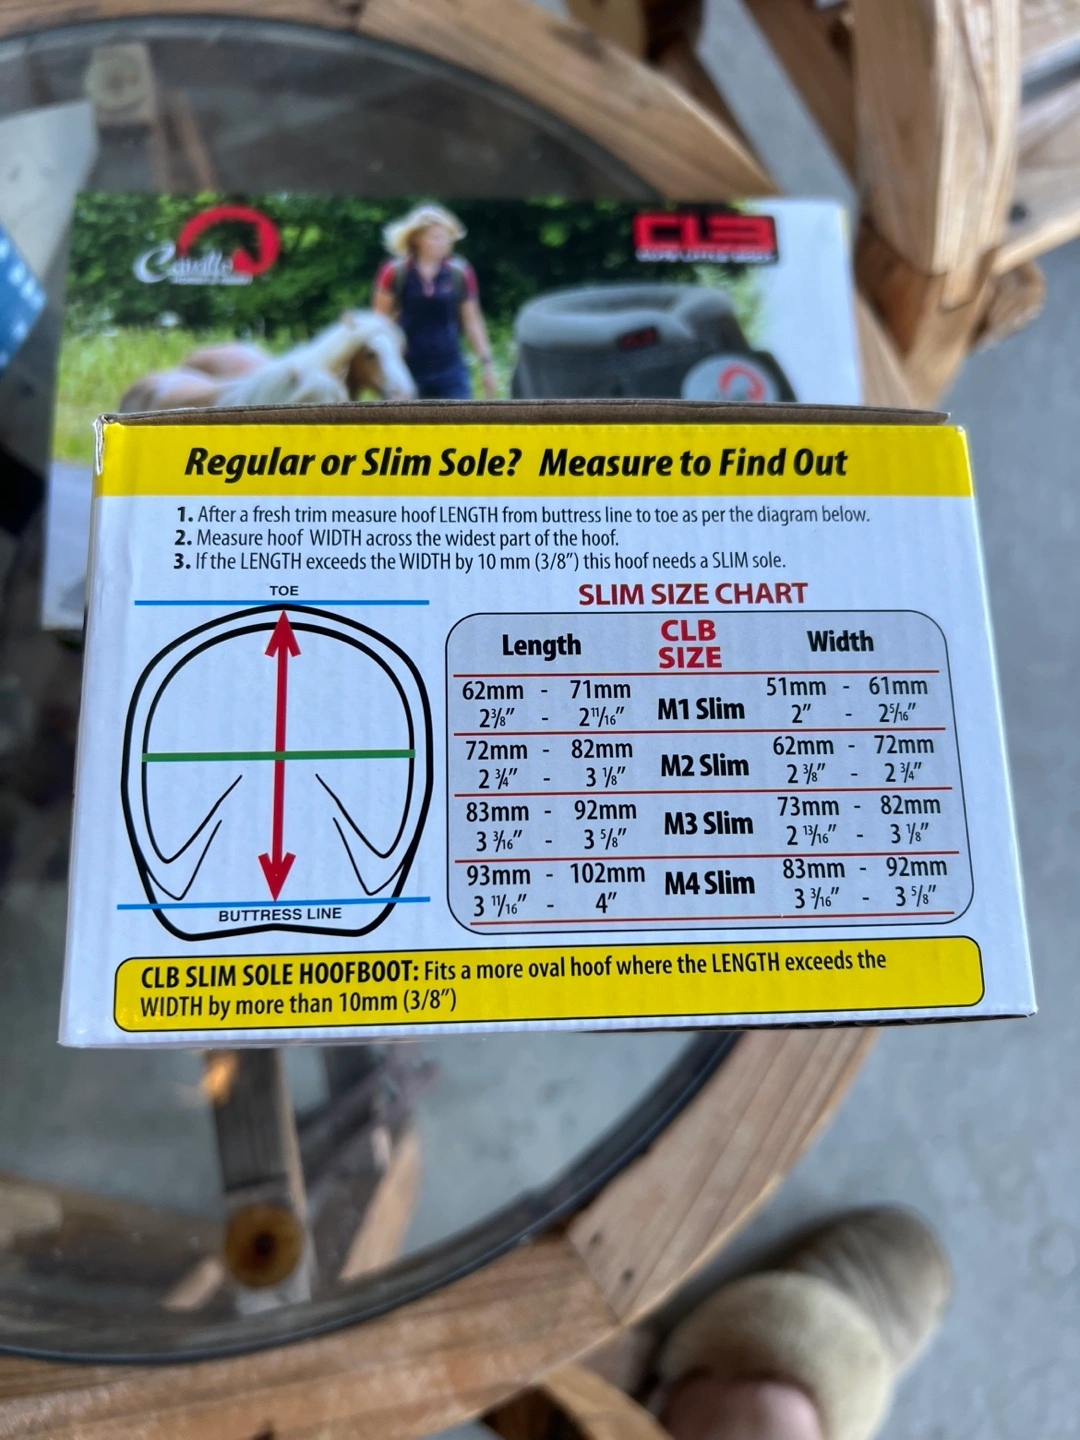 Cavallo
CLB
Regular or Slim Sole? Measure to Find Out
1. After a fresh trim measure hoof LENGTH from buttress line to toe as per the diagram below.
2. Measure hoof WIDTH across the widest part of the hoof.
3. If the LENGTH exceeds the WIDTH by 10 mm (3/8") this hoof needs a SLIM sole.
TOE
BUTTRESS LINE
SLIM SIZE CHART
Length CLB SIZE Width
62mm - 71mm M1 Slim 51mm - 61mm
2⅜" - 2 11/16" 2" - 2 5/16"
72mm - 82mm M2 Slim 62mm - 72mm
2 ¾" - 3 ⅛" 2 ⅜" - 2 ¾"
83mm - 92mm M3 Slim 73mm - 82mm
3 3/16" - 3 ⅝" 2 13/16" - 3 ⅛"
93mm - 102mm M4 Slim 83mm - 92mm
3 11/16" - 4" 3 3/16" - 3 ⅝"
CLB SLIM SOLE HOOFBOOT: Fits a more oval hoof where the LENGTH exceeds the
WIDTH by more than 10mm (3/8")